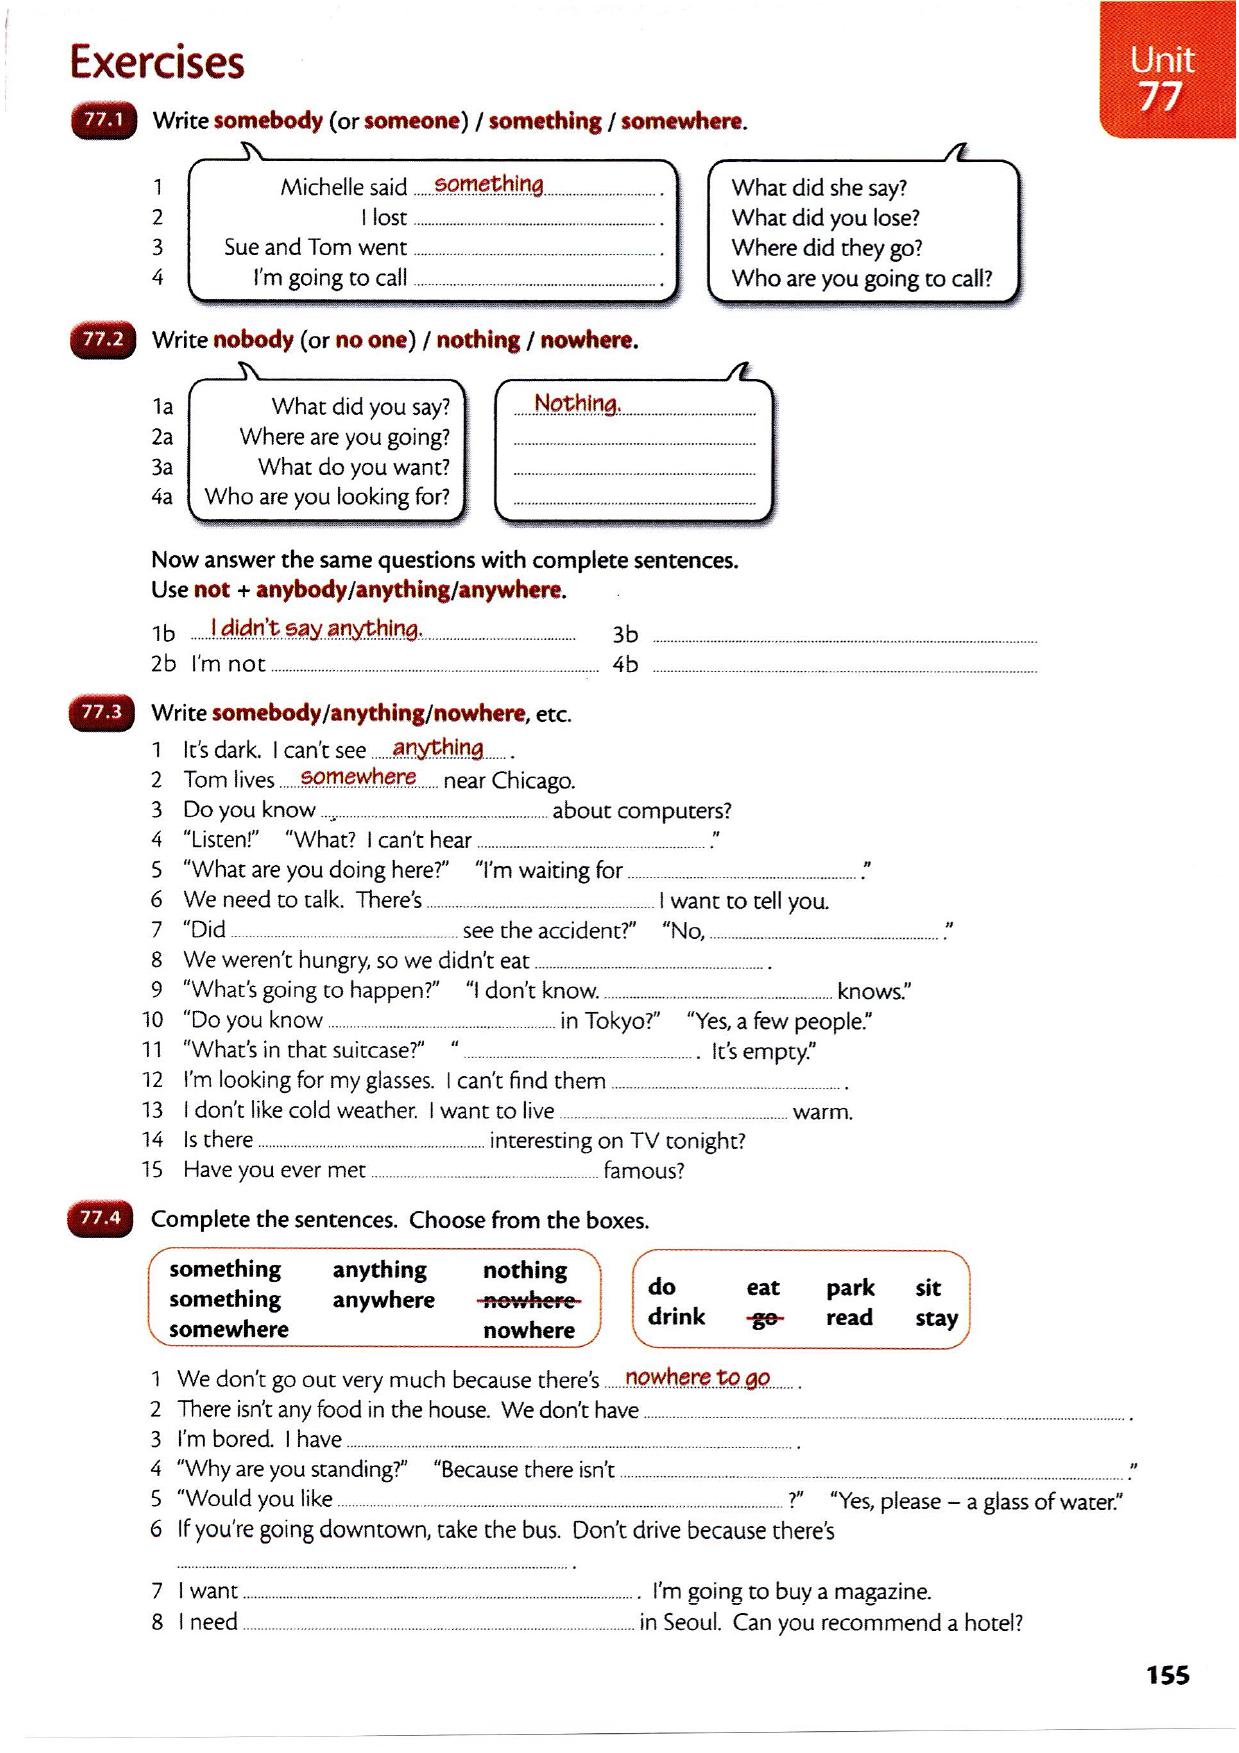 Exercises
Unit
77
77.1 Write somebody (or someone) / something / somewhere.
1 Michelle said something . What did she say?
2 I lost . What did you lose?
3 Sue and Tom went . Where did they go?
4 I'm going to call . Who are you going to call?
77.2 Write nobody (or no one) / nothing / nowhere.
1a What did you say? Nothing.
2a Where are you going?
3a What do you want?
4a Who are you looking for?
Now answer the same questions with complete sentences.
Use not + anybody/anything/anywhere.
1b I didn't say anything. 3b
2b I'm not 4b
77.3 Write somebody/anything/nowhere, etc.
1 It's dark. I can't see anything .
2 Tom lives somewhere near Chicago.
3 Do you know about computers?
4 “Listen!” “What? I can't hear .”
5 “What are you doing here?” “I'm waiting for .”
6 We need to talk. There's I want to tell you.
7 “Did see the accident?” “No, .”
8 We weren't hungry, so we didn't eat .
9 “What's going to happen?” “I don't know. knows.”
10 “Do you know in Tokyo?” “Yes, a few people.”
11 “What's in that suitcase?” “ . It's empty.”
12 I'm looking for my glasses. I can't find them .
13 I don't like cold weather. I want to live warm.
14 Is there interesting on TV tonight?
15 Have you ever met famous?
77.4 Complete the sentences. Choose from the boxes.
something anything nothing
something anywhere nowhere
somewhere nowhere
do eat park sit
drink go read stay
1 We don't go out very much because there's nowhere to go .
2 There isn't any food in the house. We don't have .
3 I'm bored. I have .
4 “Why are you standing?” “Because there isn't .”
5 “Would you like ?” “Yes, please – a glass of water.”
6 If you're going downtown, take the bus. Don't drive because there's
.
7 I want . I'm going to buy a magazine.
8 I need in Seoul. Can you recommend a hotel?
155